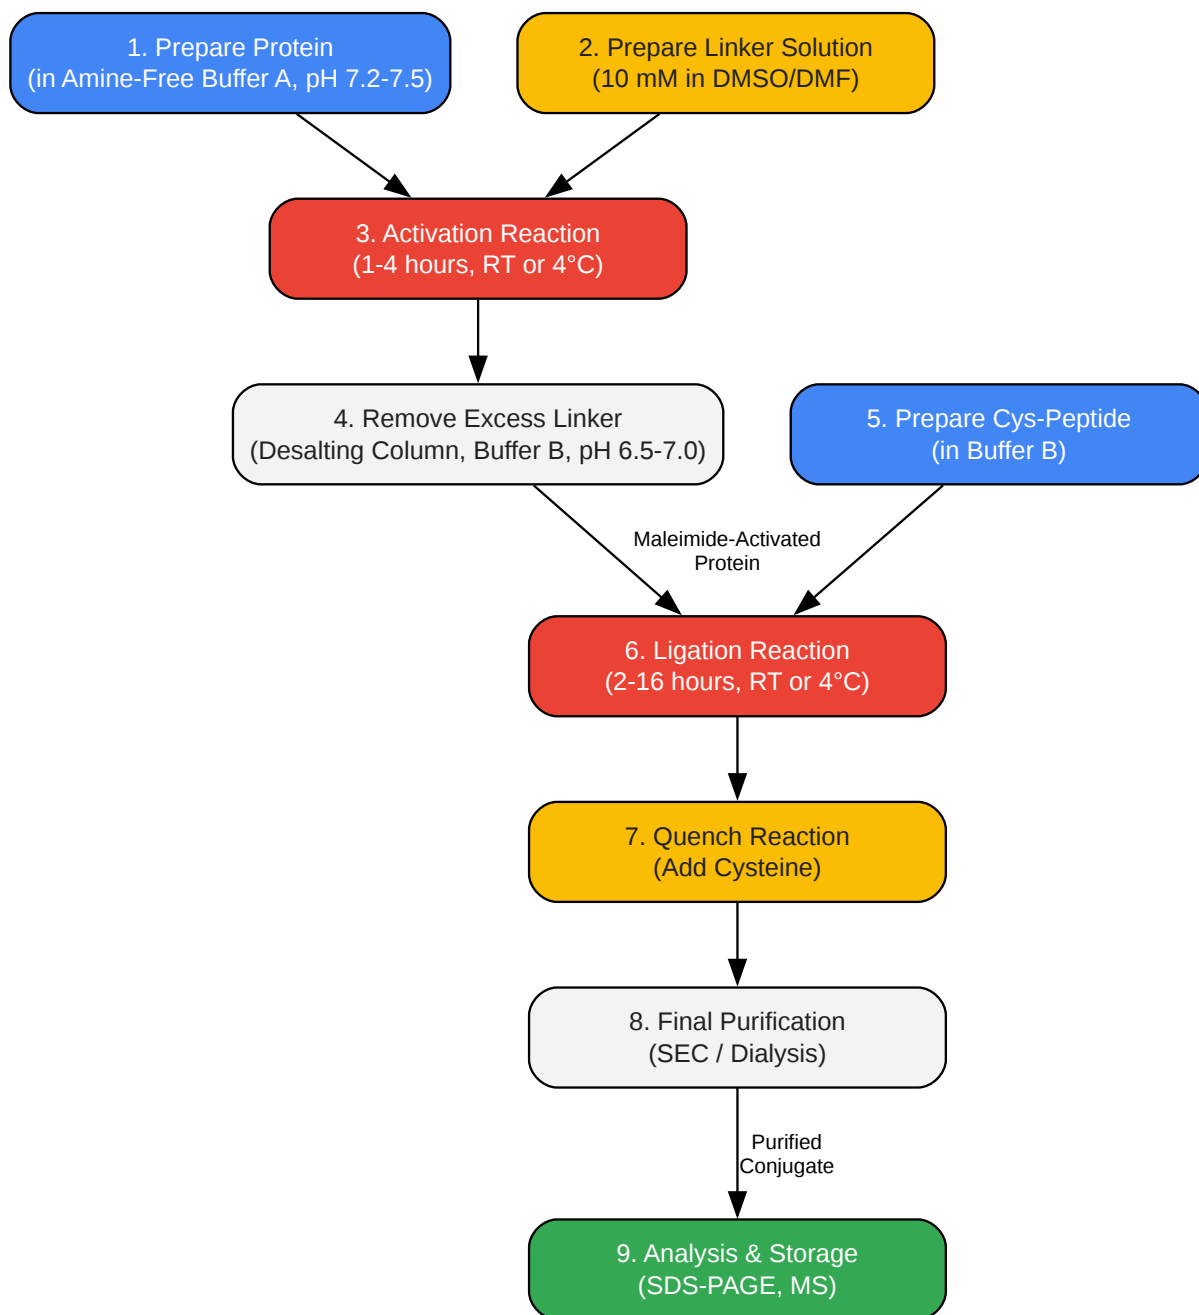 1. Prepare Protein
(in Amine-Free Buffer A, pH 7.2-7.5)
2. Prepare Linker Solution
(10 mM in DMSO/DMF)
3. Activation Reaction
(1-4 hours, RT or 4°C)
4. Remove Excess Linker
(Desalting Column, Buffer B, pH 6.5-7.0)
5. Prepare Cys-Peptide
(in Buffer B)
Maleimide-Activated
Protein
6. Ligation Reaction
(2-16 hours, RT or 4°C)
7. Quench Reaction
(Add Cysteine)
8. Final Purification
(SEC / Dialysis)
Purified
Conjugate
9. Analysis & Storage
(SDS-PAGE, MS)